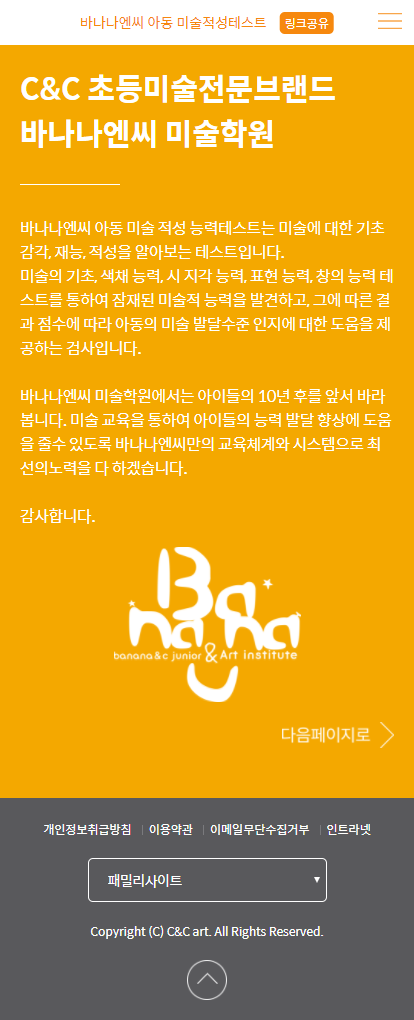 바나나엔씨 아동 미술적성테스트 링크공유
C&C 초등미술전문브랜드
바나나엔씨 미술학원
바나나엔씨 아동 미술 적성 능력테스트는 미술에 대한 기초
감각, 재능, 적성을 알아보는 테스트입니다.
미술의 기초, 색채 능력, 시 지각 능력, 표현 능력, 창의 능력 테
스트를 통하여 잠재된 미술적 능력을 발견하고, 그에 따른 결
과 점수에 따라 아동의 미술 발달수준 인지에 대한 도움을 제
공하는 검사입니다.
바나나엔씨 미술학원에서는 아이들의 10년 후를 앞서 바라
봅니다. 미술 교육을 통하여 아이들의 능력 발달 향상에 도움
을 줄수 있도록 바나나엔씨만의 교육체계와 시스템으로 최
선의노력을 다 하겠습니다.
감사합니다.
Banana
banana&c junior & Art institute
다음페이지로
개인정보취급방침 이용약관 이메일무단수집거부 인트라넷
패밀리사이트
Copyright (C) C&C art. All Rights Reserved.